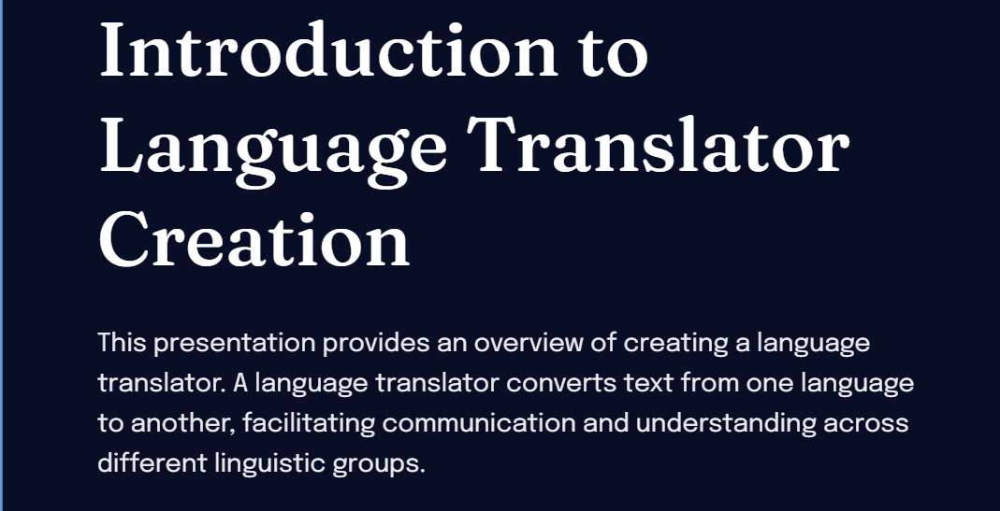 Introduction to
Language Translator
Creation
This presentation provides an overview of creating a language
translator. A language translator converts text from one language
to another, facilitating communication and understanding across
different linguistic groups.